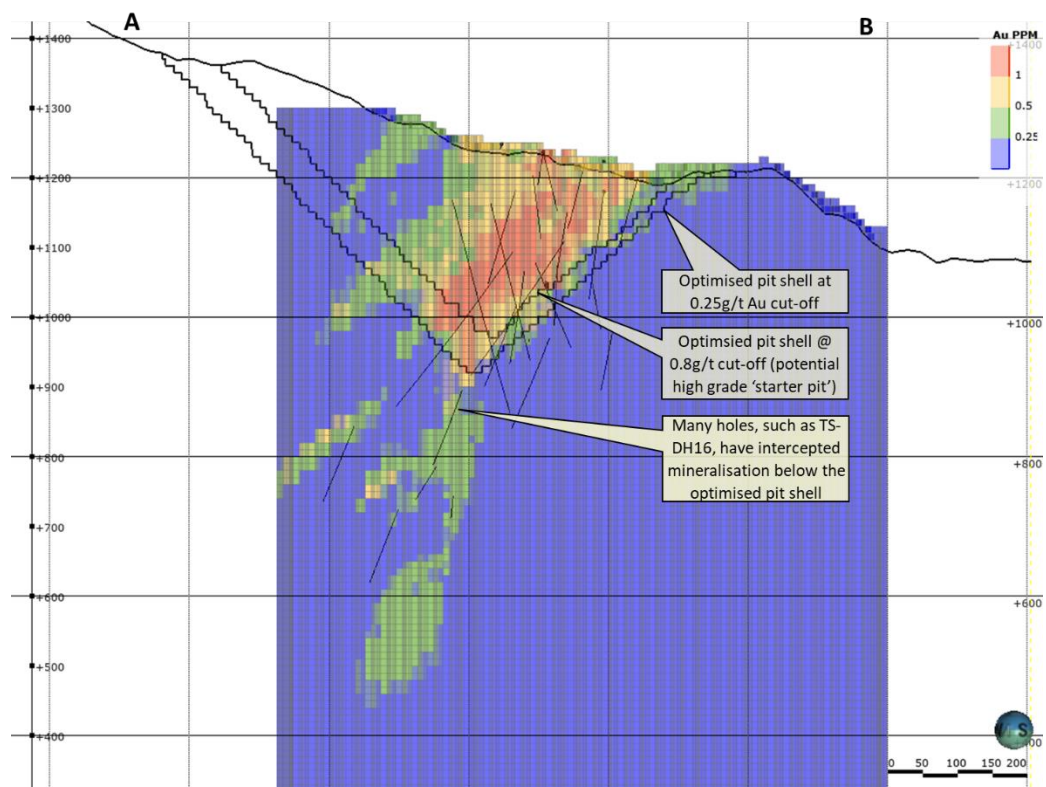 A
B
Au PPM
+1400
+1400
1
0.5
+1300
0.25
+1200
+1200
+1100
Optimised pit shell at
0.25g/t Au cut-off
+1000
+1000
Optimsied pit shell @
0.8g/t cut-off (potential
high grade ‘starter pit’)
+900
Many holes, such as TS-
DH16, have intercepted
mineralisation below the
optimised pit shell
+800
+800
+700
+600
+600
+500
+400
S
0 50 100 150 200